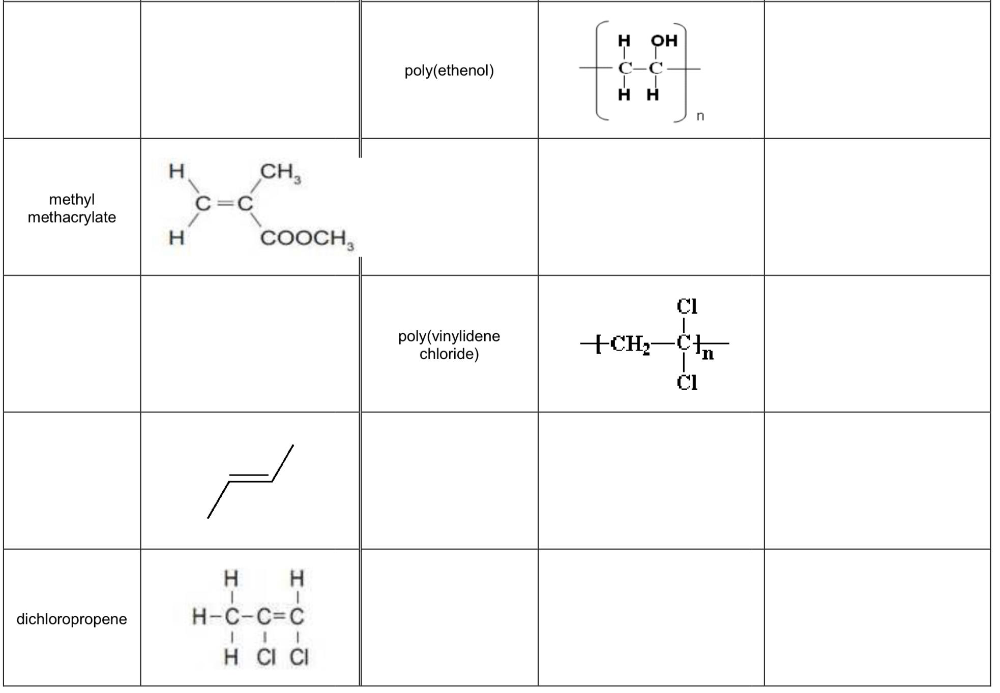 poly(ethenol)
H OH
C C
H H
n
methyl
methacrylate
H CH3
C=C
H COOCH3
poly(vinylidene
chloride)
Cl
[CH2—C]n
Cl
dichloropropene
H H
H–C–C=C
H Cl Cl